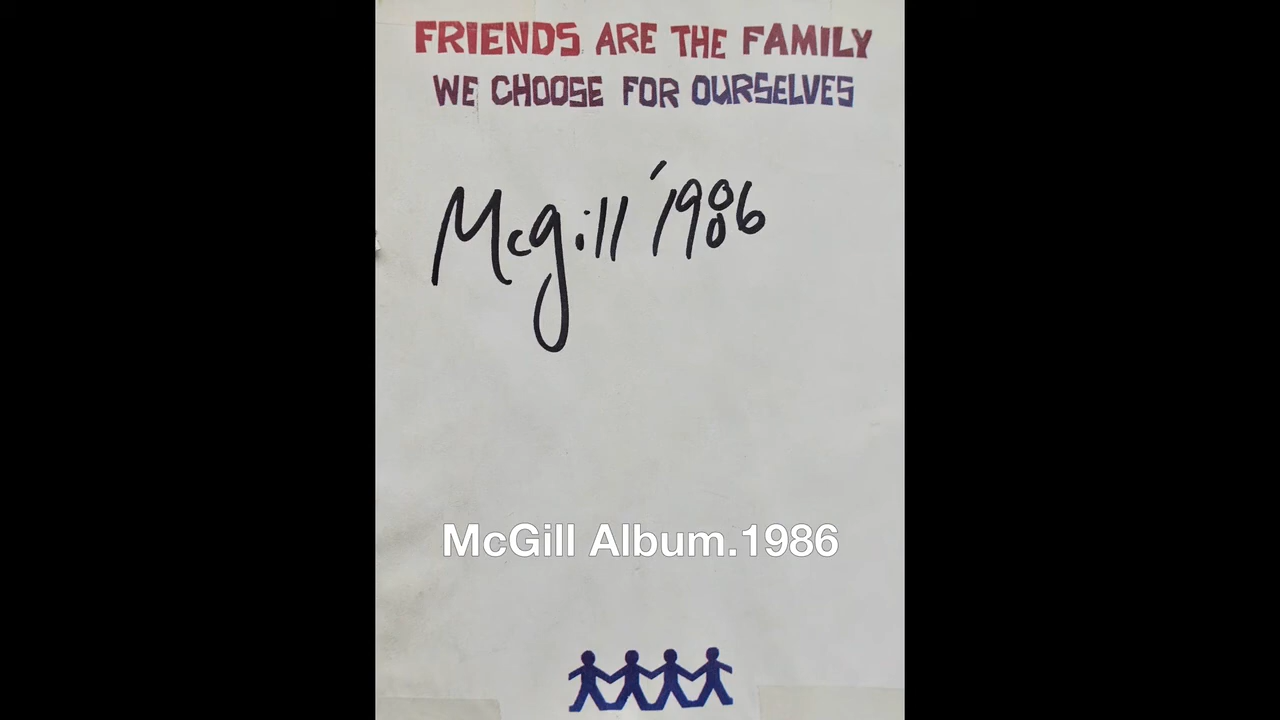 FRIENDS ARE THE FAMILY
WE CHOOSE FOR OURSELVES
McGill '1986
McGill Album.1986